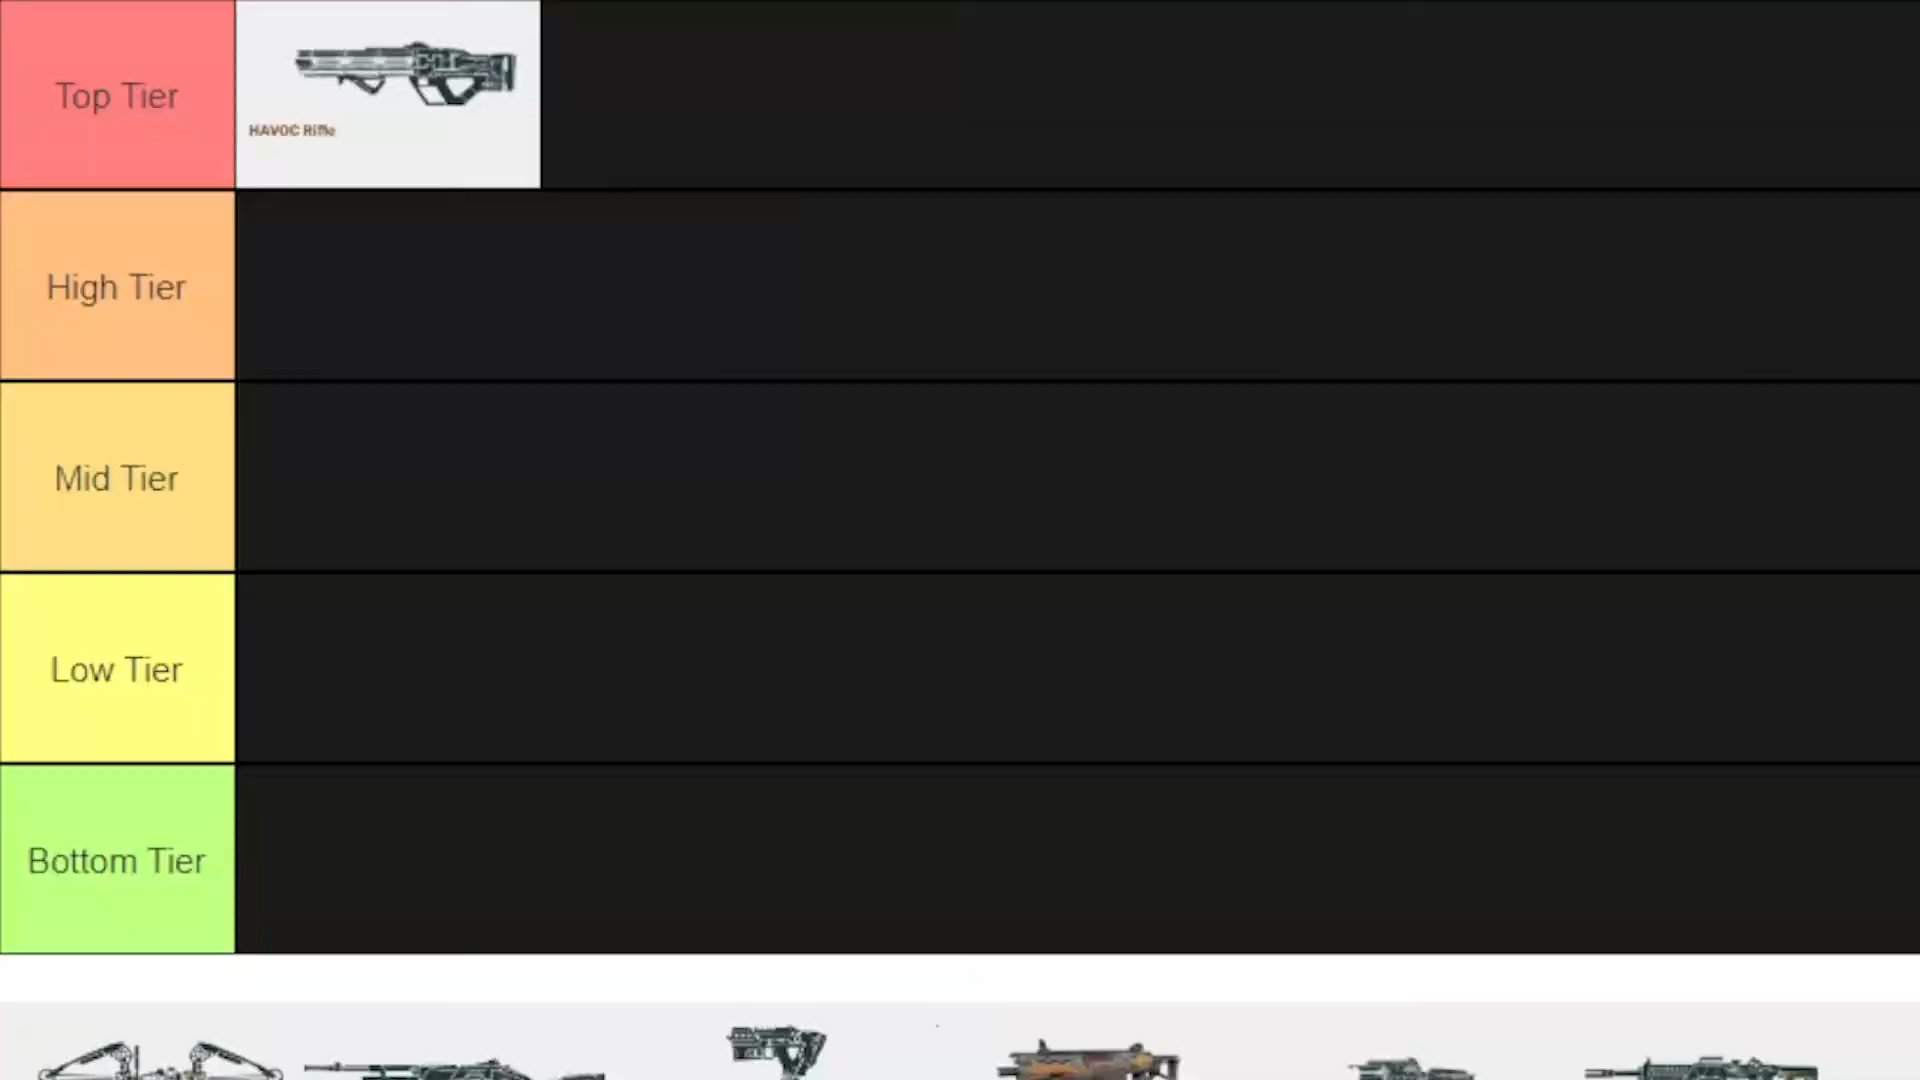 Top Tier
HAVOC Rifle
High Tier
Mid Tier
Low Tier
Bottom Tier